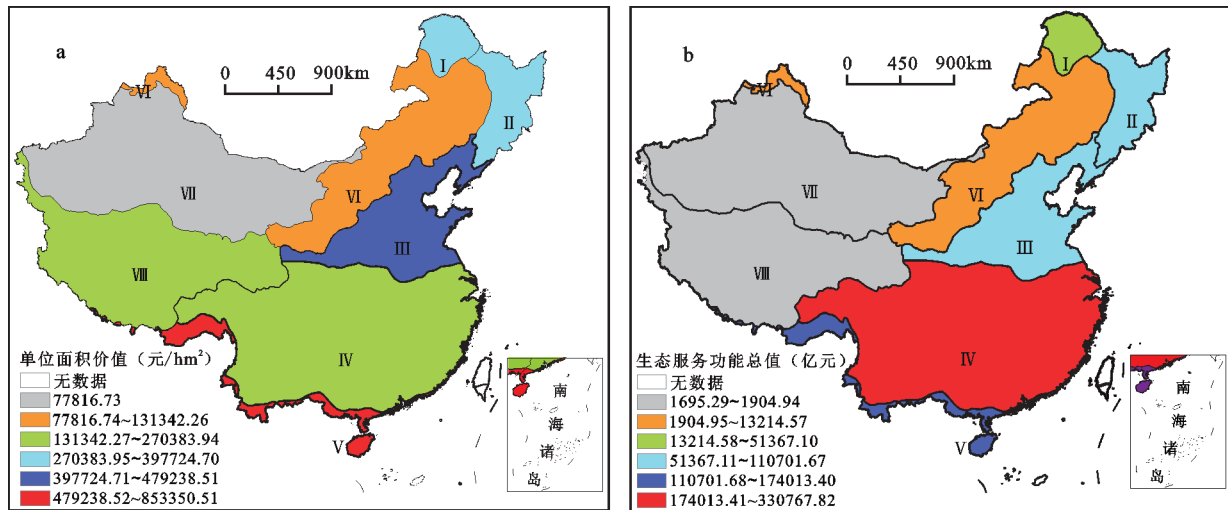 a
0 450 900km
I
II
VI
VII
VI
III
VIII
IV
V
单位面积价值（元/hm²）
无数据
77816.73
77816.74~131342.26
131342.27~270383.94
270383.95~397724.70
397724.71~479238.51
479238.52~853350.51
南
海
诸
岛
b
0 450 900km
I
II
VI
VII
VI
III
VIII
IV
V
生态服务功能总值（亿元）
无数据
1695.29~1904.94
1904.95~13214.57
13214.58~51367.10
51367.11~110701.67
110701.68~174013.40
174013.41~330767.82
南
海
诸
岛